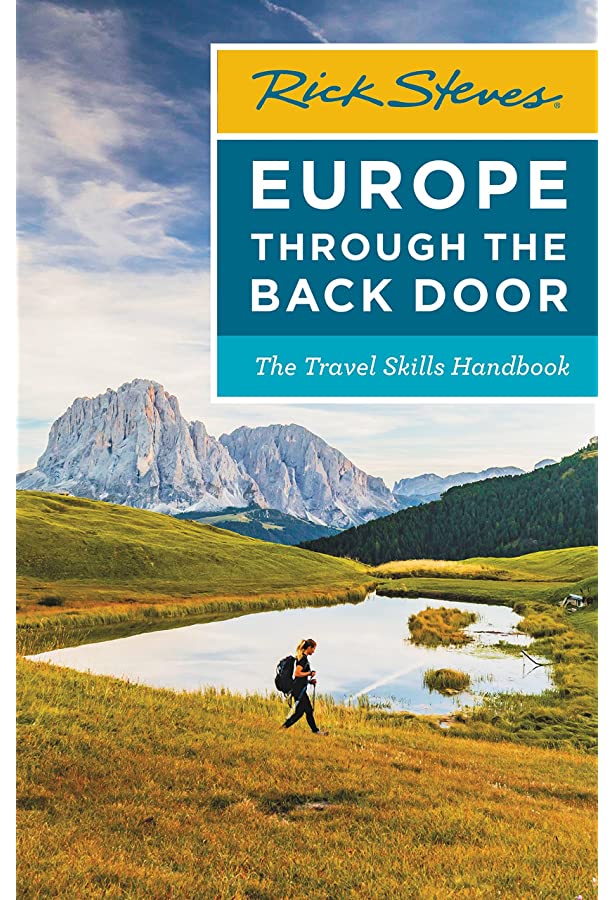 Rick Steves®
EUROPE
THROUGH THE
BACK DOOR
The Travel Skills Handbook